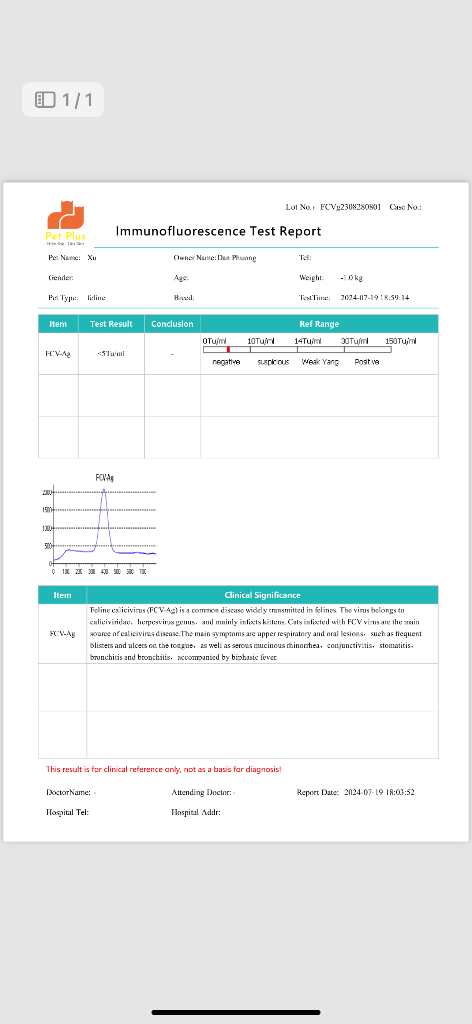 1/1
Lot No.: FCVg2308280801 Case No.:
Pet Plus
Immunofluorescence Test Report
Pet Name: Xu Owner Name: Dan Phuong Tel:
Gender: Age: Weight: -1.0 kg
Pet Type: feline Breed: TestTime: 2024-07-19 18:59:14
Item Test Result Conclusion Ref Range
0Tu/ml 10Tu/ml 14Tu/ml 30Tu/ml 150Tu/ml
FCV-Ag <5Tu/ml -
negative suspicious Weak Yang Positive
FCV-Ag
2000
1500
1000
500
0
0 100 200 300 400 500 600 700
Item Clinical Significance
Feline calicivirus (FCV-Ag) is a common disease widely transmitted in felines. The virus belongs to
caliciviridae, herpesvirus genus, and mainly infects kittens. Cats infected with FCV virus are the main
FCV-Ag source of calicivirus disease.The main symptoms are upper respiratory and oral lesions, such as frequent
blisters and ulcers on the tongue, as well as serous mucinous rhinorrhea, conjunctivitis, stomatitis,
bronchitis and bronchitis, accompanied by biphasic fever.
This result is for clinical reference only, not as a basis for diagnosis!
DoctorName: - Attending Doctor: - Report Date: 2024-07-19 18:03:52
Hospital Tel: Hospital Addr: